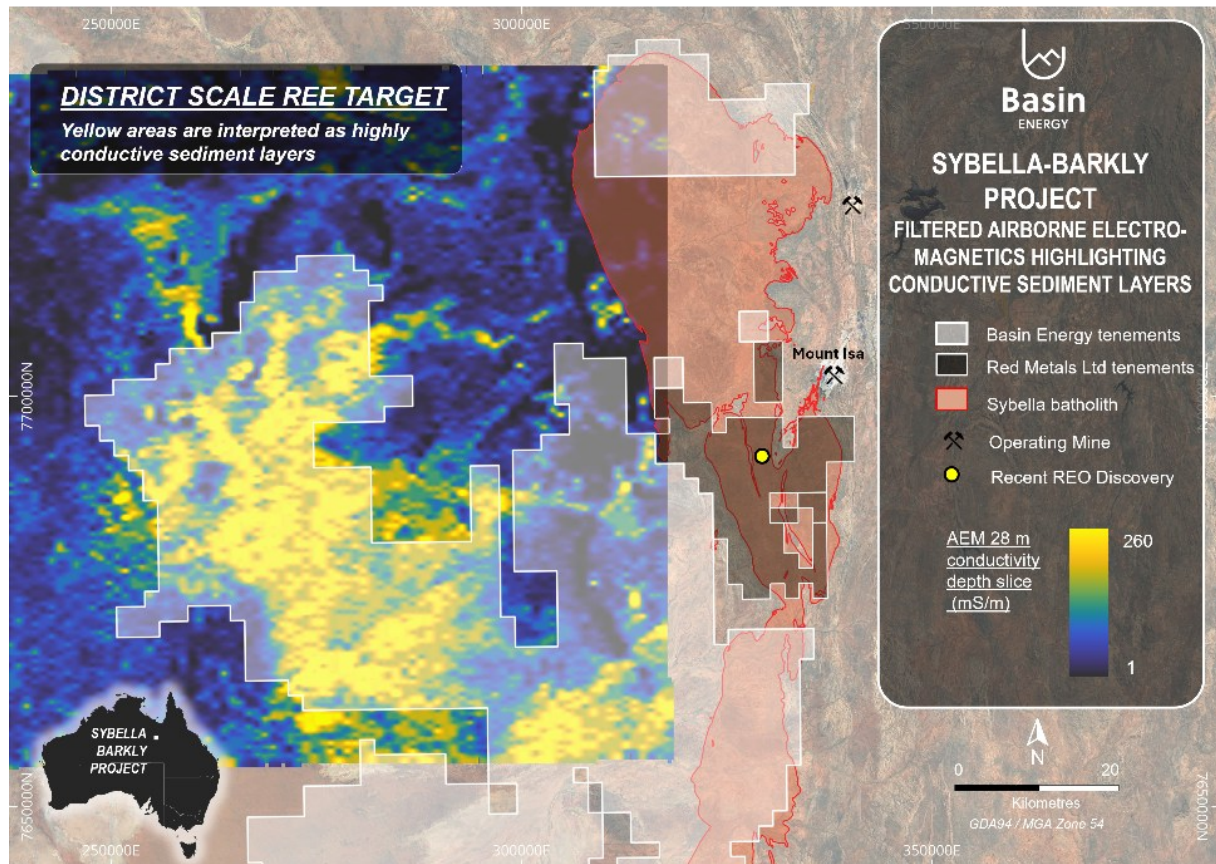 250000E
300000E
350000E
DISTRICT SCALE REE TARGET
Yellow areas are interpreted as highly
conductive sediment layers
Basin
ENERGY
SYBELLA-BARKLY
PROJECT
FILTERED AIRBORNE ELECTRO-
MAGNETICS HIGHLIGHTING
CONDUCTIVE SEDIMENT LAYERS
Basin Energy tenements
Red Metals Ltd tenements
Sybella batholith
Operating Mine
Recent REO Discovery
AEM 28 m
conductivity
depth slice
(mS/m)
260
1
Mount Isa
7700000N
SYBELLA
BARKLY
PROJECT
N
0
20
Kilometres
GDA94 / MGA Zone 54
7650000N
7650000N
250000E
300000E
350000E